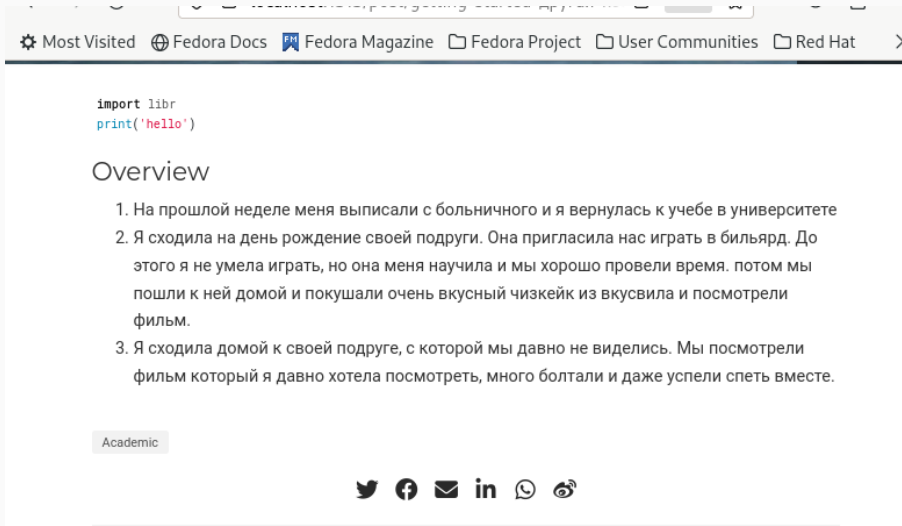 Most Visited Fedora Docs Fedora Magazine Fedora Project User Communities Red Hat
import libr
print('hello')
Overview
1. На прошлой неделе меня выписали с больничного и я вернулась к учебе в университете
2. Я сходила на день рождение своей подруги. Она пригласила нас играть в бильярд. До
этого я не умела играть, но она меня научила и мы хорошо провели время. потом мы
пошли к ней домой и покушали очень вкусный чизкейк из вкусвила и посмотрели
фильм.
3. Я сходила домой к своей подруге, с которой мы давно не виделись. Мы посмотрели
фильм который я давно хотела посмотреть, много болтали и даже успели спеть вместе.
Academic